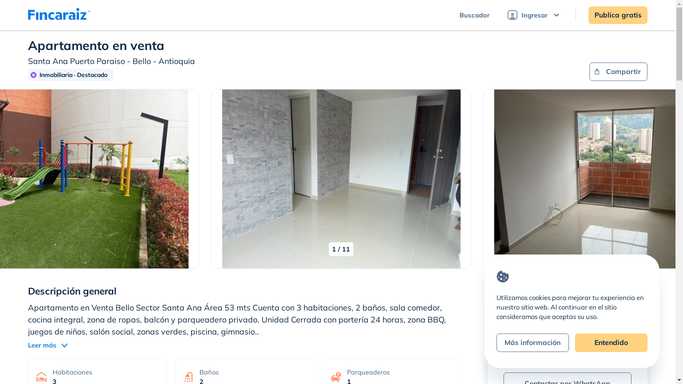 Fincaraiz
Buscador
Ingresar
Publica gratis
Apartamento en venta
Santa Ana Puerto Paraiso - Bello - Antioquia
Inmobiliaria · Destacado
Compartir
1 / 11
Descripción general
Apartamento en Venta Bello Sector Santa Ana Área 53 mts Cuenta con 3 habitaciones, 2 baños, sala comedor,
cocina integral, zona de ropas, balcón y parqueadero privado, Unidad Cerrada con portería 24 horas, zona BBQ,
juegos de niños, salón social, zonas verdes, piscina, gimnasio..
Leer más
Habitaciones
3
Baños
2
Parqueaderos
1
Utilizamos cookies para mejorar tu experiencia en
nuestro sitio web. Al continuar en el sitio
consideramos que aceptas su uso.
Más información
Entendido
Contactar por WhatsApp